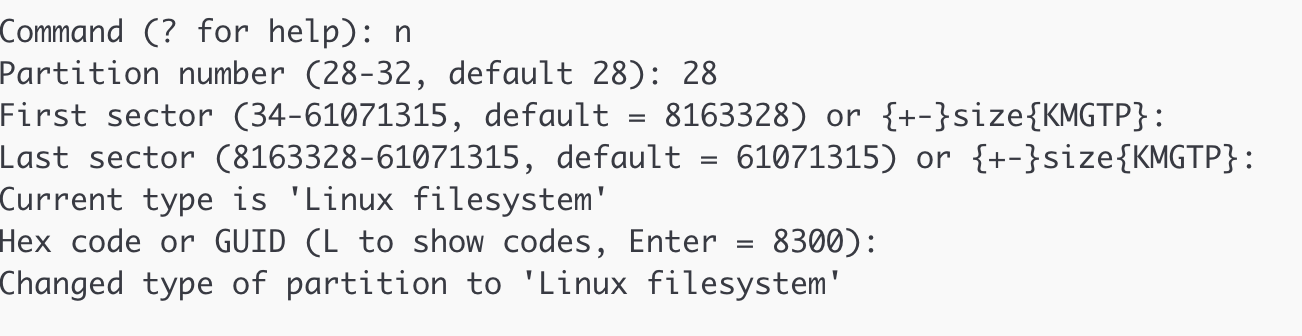 Command (? for help): n
Partition number (28-32, default 28): 28
First sector (34-61071315, default = 8163328) or {+-}size{KMGTP}:
Last sector (8163328-61071315, default = 61071315) or {+-}size{KMGTP}:
Current type is 'Linux filesystem'
Hex code or GUID (L to show codes, Enter = 8300):
Changed type of partition to 'Linux filesystem'